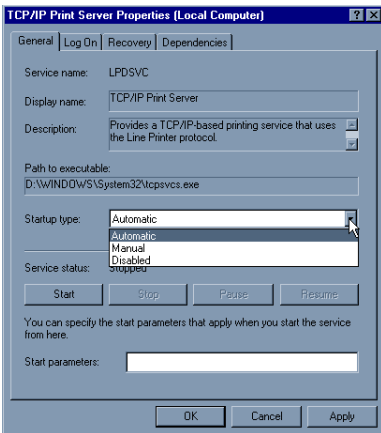 TCP/IP Print Server Properties (Local Computer)
General Log On Recovery Dependencies
Service name: LPDSVC
Display name: TCP/IP Print Server
Description: Provides a TCP/IP-based printing service that uses
the Line Printer protocol.
Path to executable:
D:\WINDOWS\System32\tcpsvcs.exe
Startup type: Automatic
Automatic
Manual
Disabled
Service status: Stopped
Start Stop Pause Resume
You can specify the start parameters that apply when you start the service
from here.
Start parameters:
OK Cancel Apply